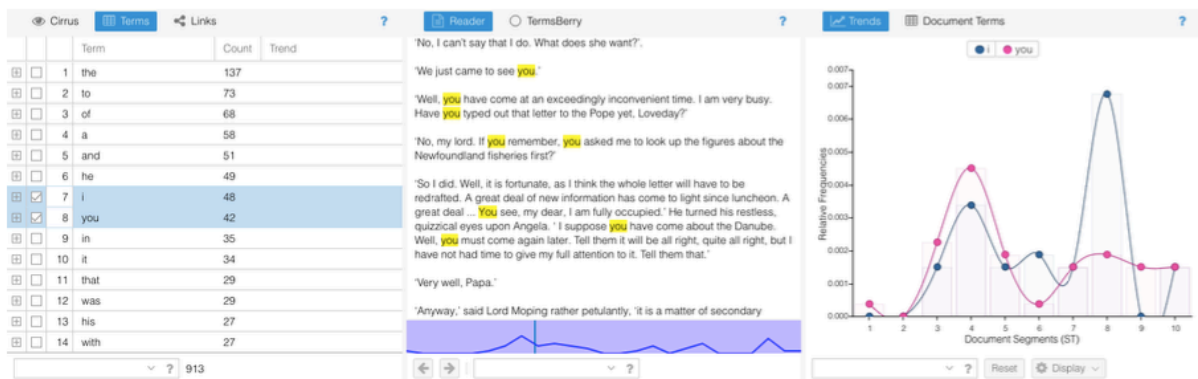 Cirrus Terms Links ?
Term Count Trend
1 the 137
2 to 73
3 of 68
4 a 58
5 and 51
6 he 49
7 i 48
8 you 42
9 in 35
10 it 34
11 that 29
12 was 29
13 his 27
14 with 27
? 913
Reader TermsBerry ?
'No, I can't say that I do. What does she want?'.
'We just came to see you.'
'Well, you have come at an exceedingly inconvenient time. I am very busy.
Have you typed out that letter to the Pope yet, Loveday?'
'No, my lord. If you remember, you asked me to look up the figures about the
Newfoundland fisheries first?'
'So I did. Well, it is fortunate, as I think the whole letter will have to be
redrafted. A great deal of new information has come to light since luncheon. A
great deal ... You see, my dear, I am fully occupied.' He turned his restless,
quizzical eyes upon Angela. ' I suppose you have come about the Danube.
Well, you must come again later. Tell them it will be all right, quite all right, but I
have not had time to give my full attention to it. Tell them that.'
'Very well, Papa.'
'Anyway,' said Lord Moping rather petulantly, 'it is a matter of secondary
?
Trends Document Terms ?
i you
Relative Frequencies
0.007
0.007
0.006
0.005
0.004
0.003
0.002
0.001
0.000
1 2 3 4 5 6 7 8 9 10
Document Segments (ST)
? Reset Display